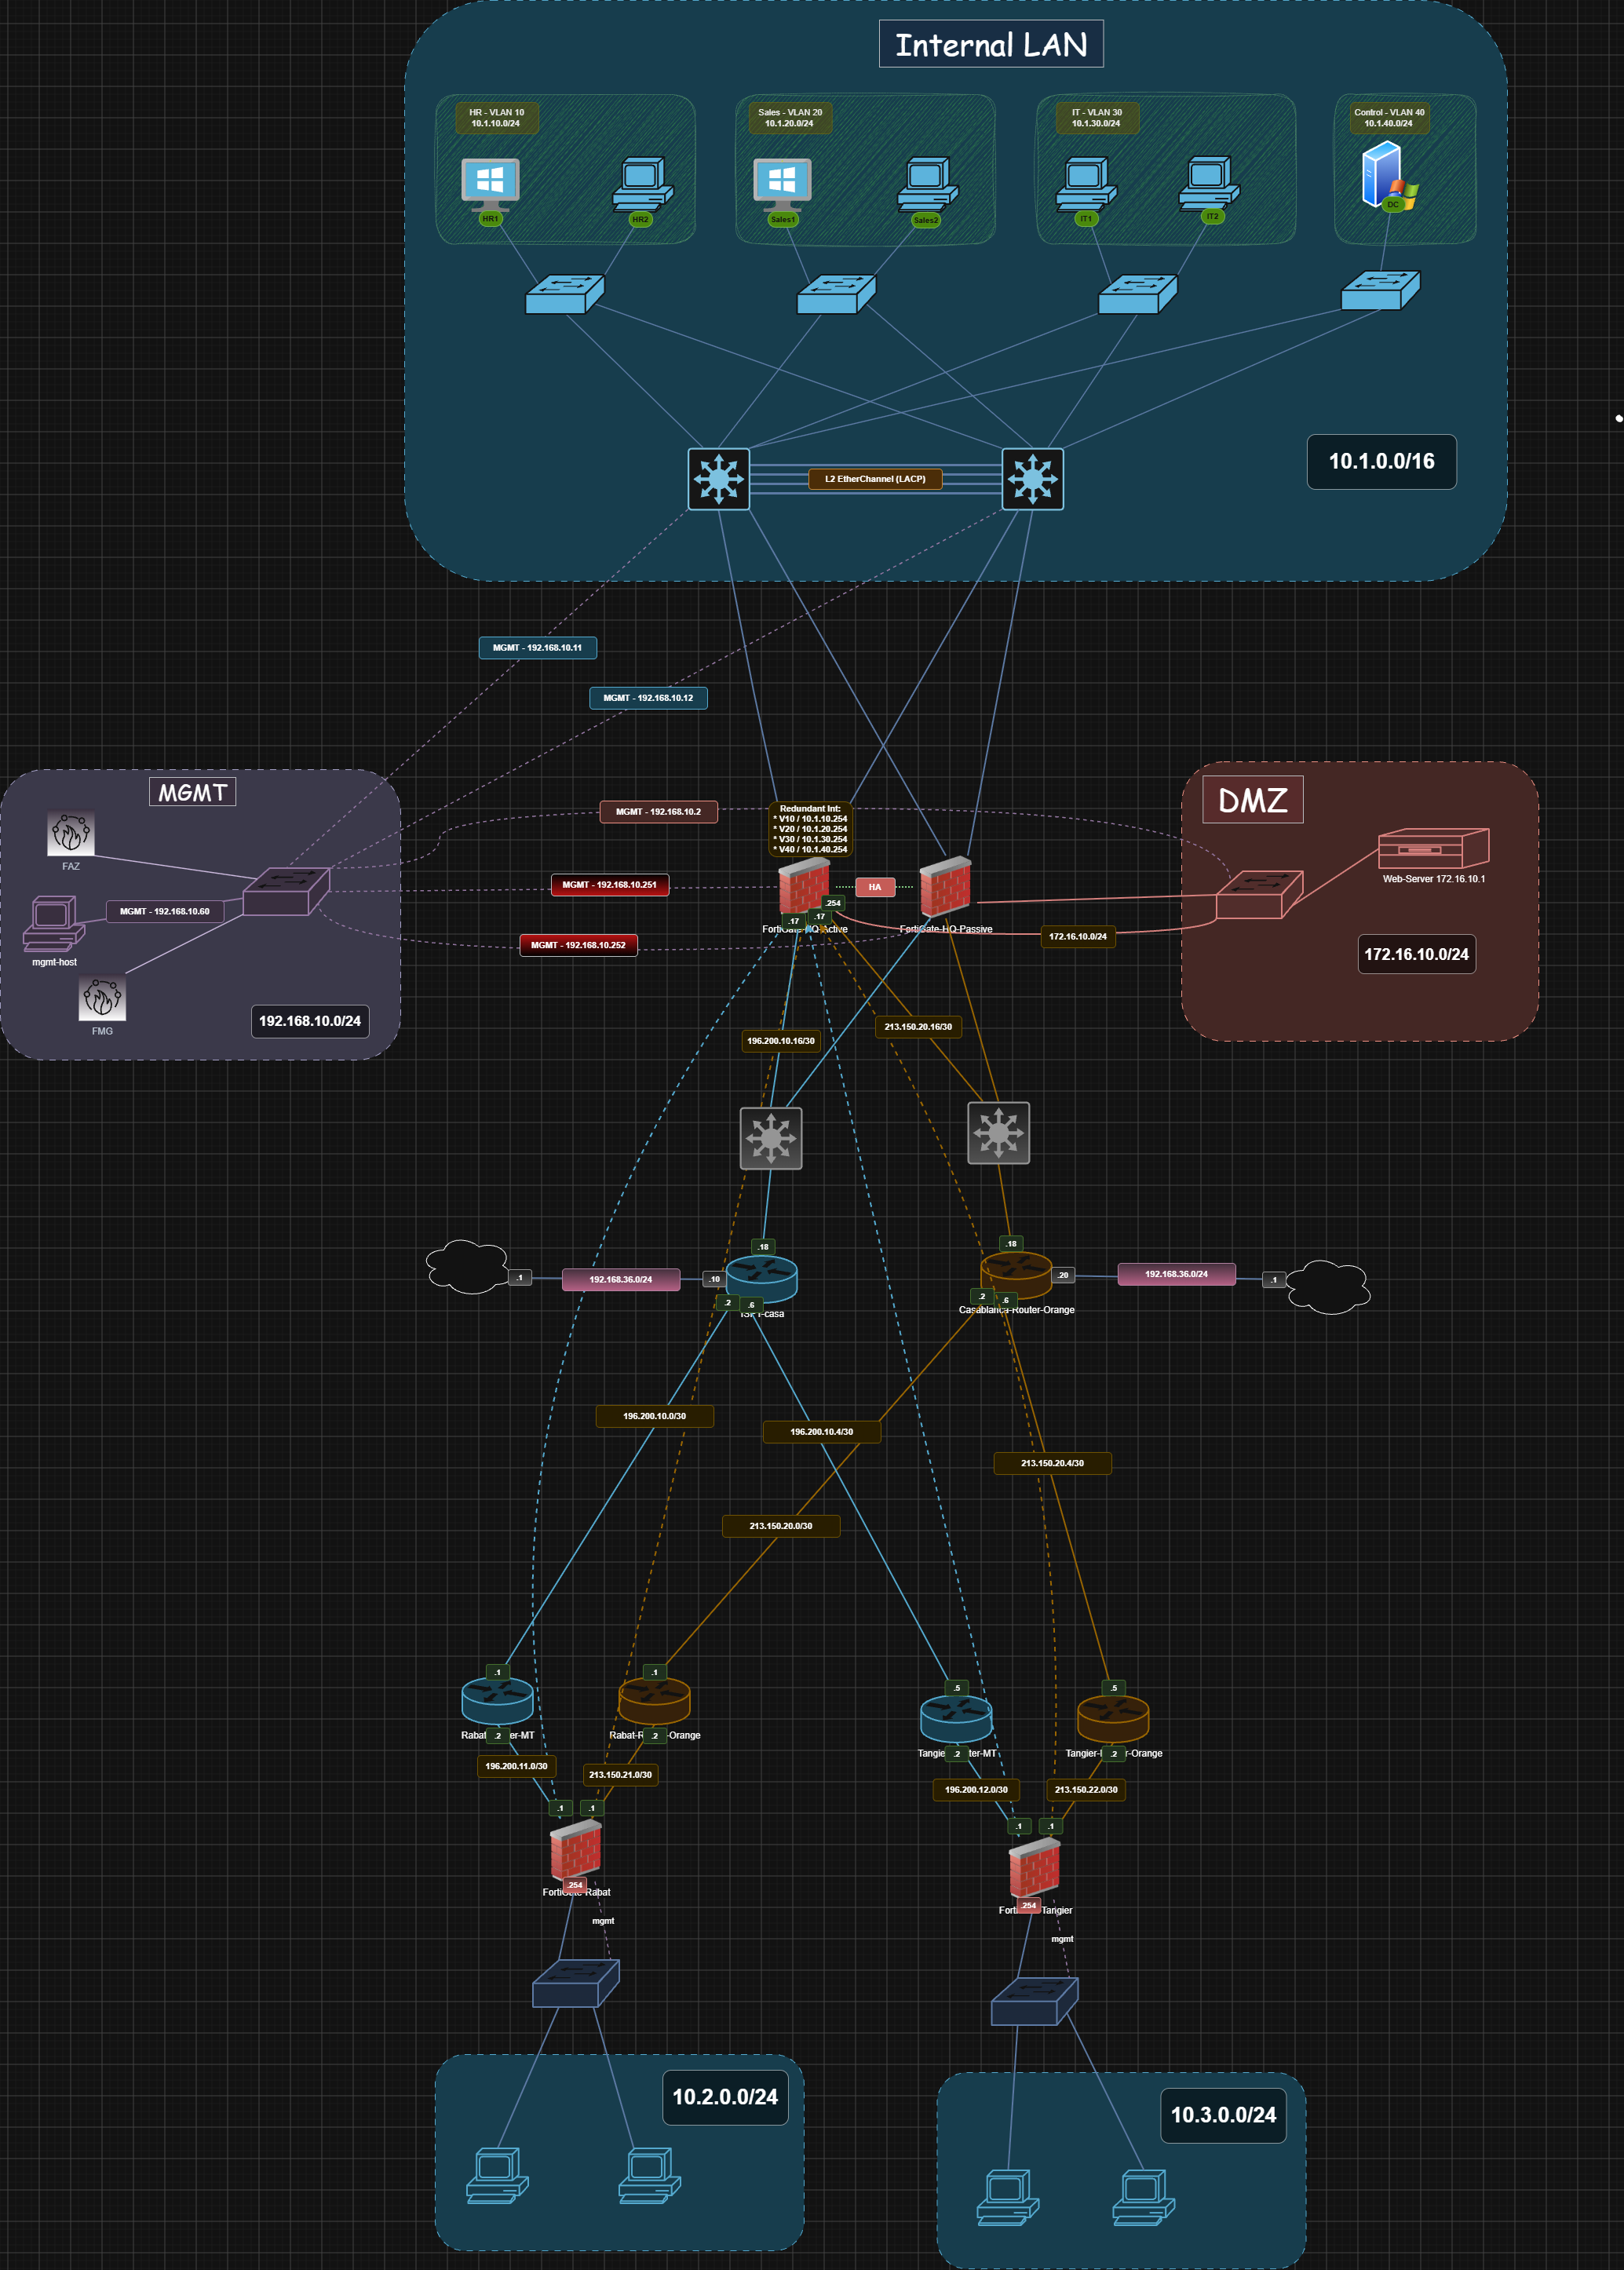 Internal LAN
HR - VLAN 10
10.1.10.0/24
Sales - VLAN 20
10.1.20.0/24
IT - VLAN 30
10.1.30.0/24
Control - VLAN 40
10.1.40.0/24
HR1
HR2
Sales1
Sales2
IT1
IT2
DC
10.1.0.0/16
L2 EtherChannel (LACP)
MGMT - 192.168.10.11
MGMT - 192.168.10.12
MGMT
FAZ
MGMT - 192.168.10.60
mgmt-host
FMG
192.168.10.0/24
MGMT - 192.168.10.2
MGMT - 192.168.10.251
MGMT - 192.168.10.252
Redundant Int:
* V10 / 10.1.10.254
* V20 / 10.1.20.254
* V30 / 10.1.30.254
* V40 / 10.1.40.254
HA
.254
.17
.17
FortiGate-HQ-Passive
DMZ
Web-Server 172.16.10.1
172.16.10.0/24
172.16.10.0/24
196.200.10.16/30
213.150.20.16/30
.18
.18
.1
192.168.36.0/24
.10
.20
192.168.36.0/24
.1
.2
.6
.2
.6
Casablanca-Router-Orange
196.200.10.0/30
196.200.10.4/30
213.150.20.4/30
213.150.20.0/30
.1
.1
.5
.5
.2
.2
.2
.2
196.200.11.0/30
213.150.21.0/30
196.200.12.0/30
213.150.22.0/30
.1
.1
.1
.1
.254
.254
mgmt
mgmt
10.2.0.0/24
10.3.0.0/24